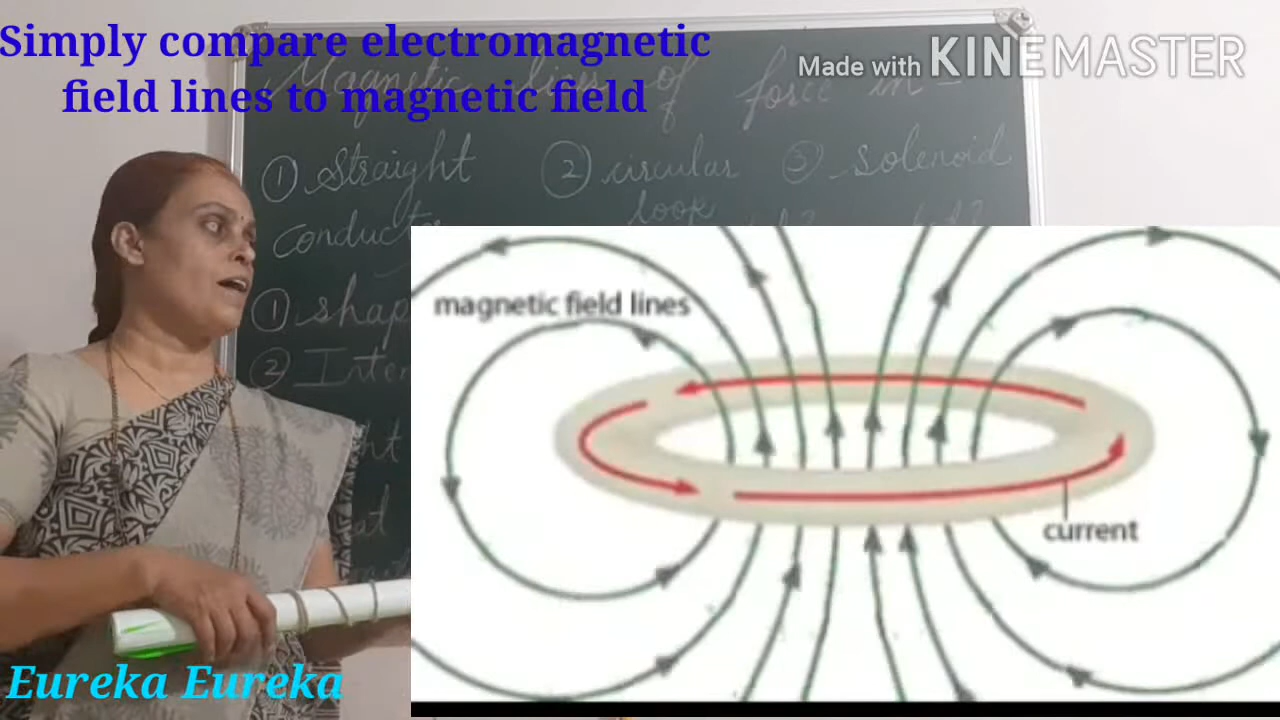 Simply compare electromagnetic
field lines to magnetic field
Made with KINEMASTER
Magnetic lines of force in -
① Straight ② circular ③ solenoid
conducto loop
① shap
② Inter
magnetic field lines
current
Eureka Eureka